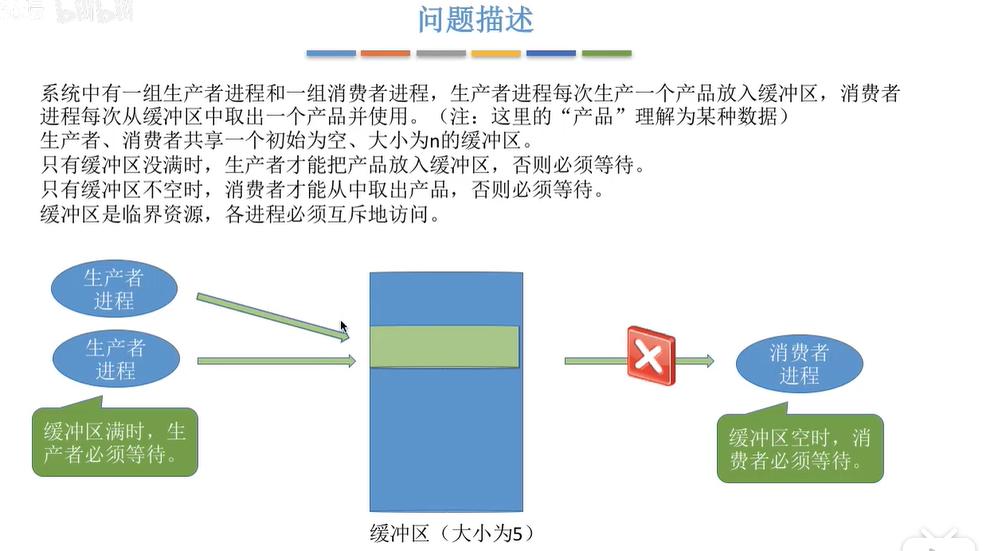 问题描述
系统中有一组生产者进程和一组消费者进程，生产者进程每次生产一个产品放入缓冲区，消费者
进程每次从缓冲区中取出一个产品并使用。（注：这里的“产品”理解为某种数据）
生产者、消费者共享一个初始为空、大小为n的缓冲区。
只有缓冲区没满时，生产者才能把产品放入缓冲区，否则必须等待。
只有缓冲区不空时，消费者才能从中取出产品，否则必须等待。
缓冲区是临界资源，各进程必须互斥地访问。
生产者
进程
生产者
进程
缓冲区满时，生
产者必须等待。
消费者
进程
缓冲区空时，消
费者必须等待。
缓冲区（大小为5）